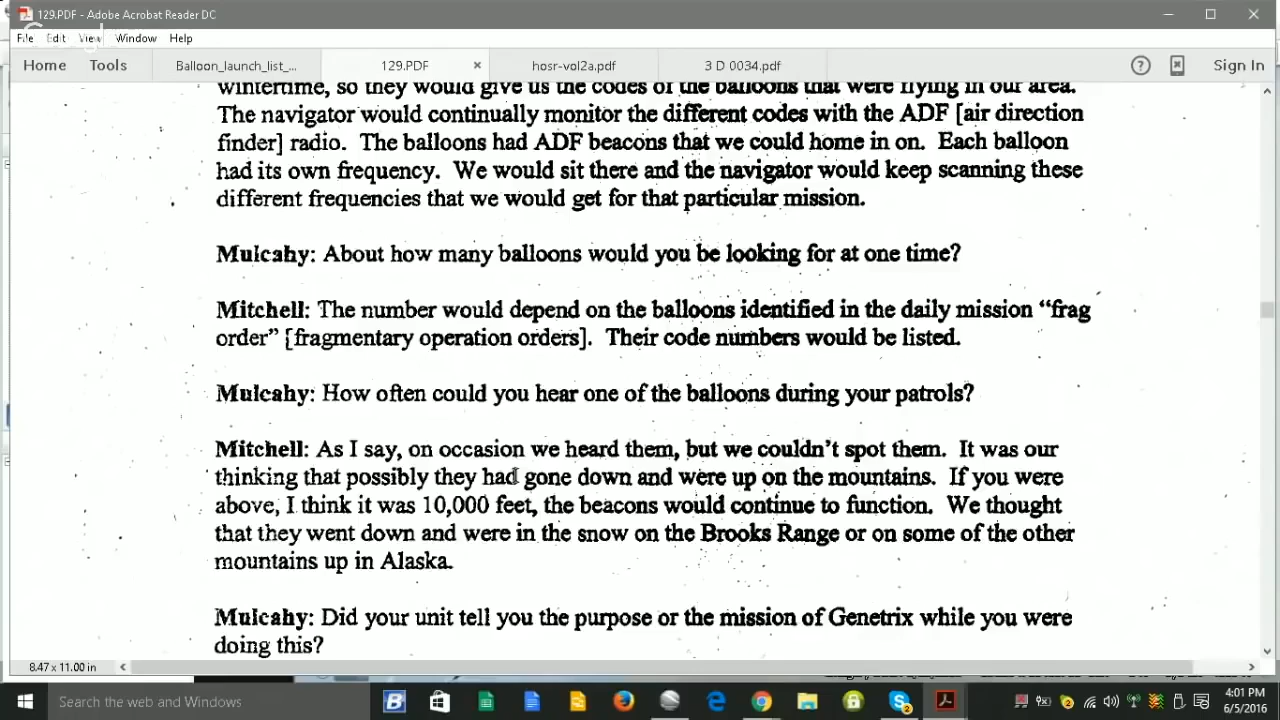 129.PDF - Adobe Acrobat Reader DC
Google
File Edit View Window Help
Home Tools Balloon_launch_list_... 129.PDF × hosr-vol2a.pdf 3 D 0034.pdf ? Sign In
wintertime, so they would give us the codes of the balloons that were flying in our area.
The navigator would continually monitor the different codes with the ADF [air direction
finder] radio. The balloons had ADF beacons that we could home in on. Each balloon
had its own frequency. We would sit there and the navigator would keep scanning these
different frequencies that we would get for that particular mission.
Mulcahy: About how many balloons would you be looking for at one time?
Mitchell: The number would depend on the balloons identified in the daily mission “frag
order” [fragmentary operation orders]. Their code numbers would be listed.
Mulcahy: How often could you hear one of the balloons during your patrols?
Mitchell: As I say, on occasion we heard them, but we couldn’t spot them. It was our
thinking that possibly they had gone down and were up on the mountains. If you were
above, I think it was 10,000 feet, the beacons would continue to function. We thought
that they went down and were in the snow on the Brooks Range or on some of the other
mountains up in Alaska.
Mulcahy: Did your unit tell you the purpose or the mission of Genetrix while you were
doing this?
8.47 x 11.00 in
Search the web and Windows
4:01 PM
6/5/2016